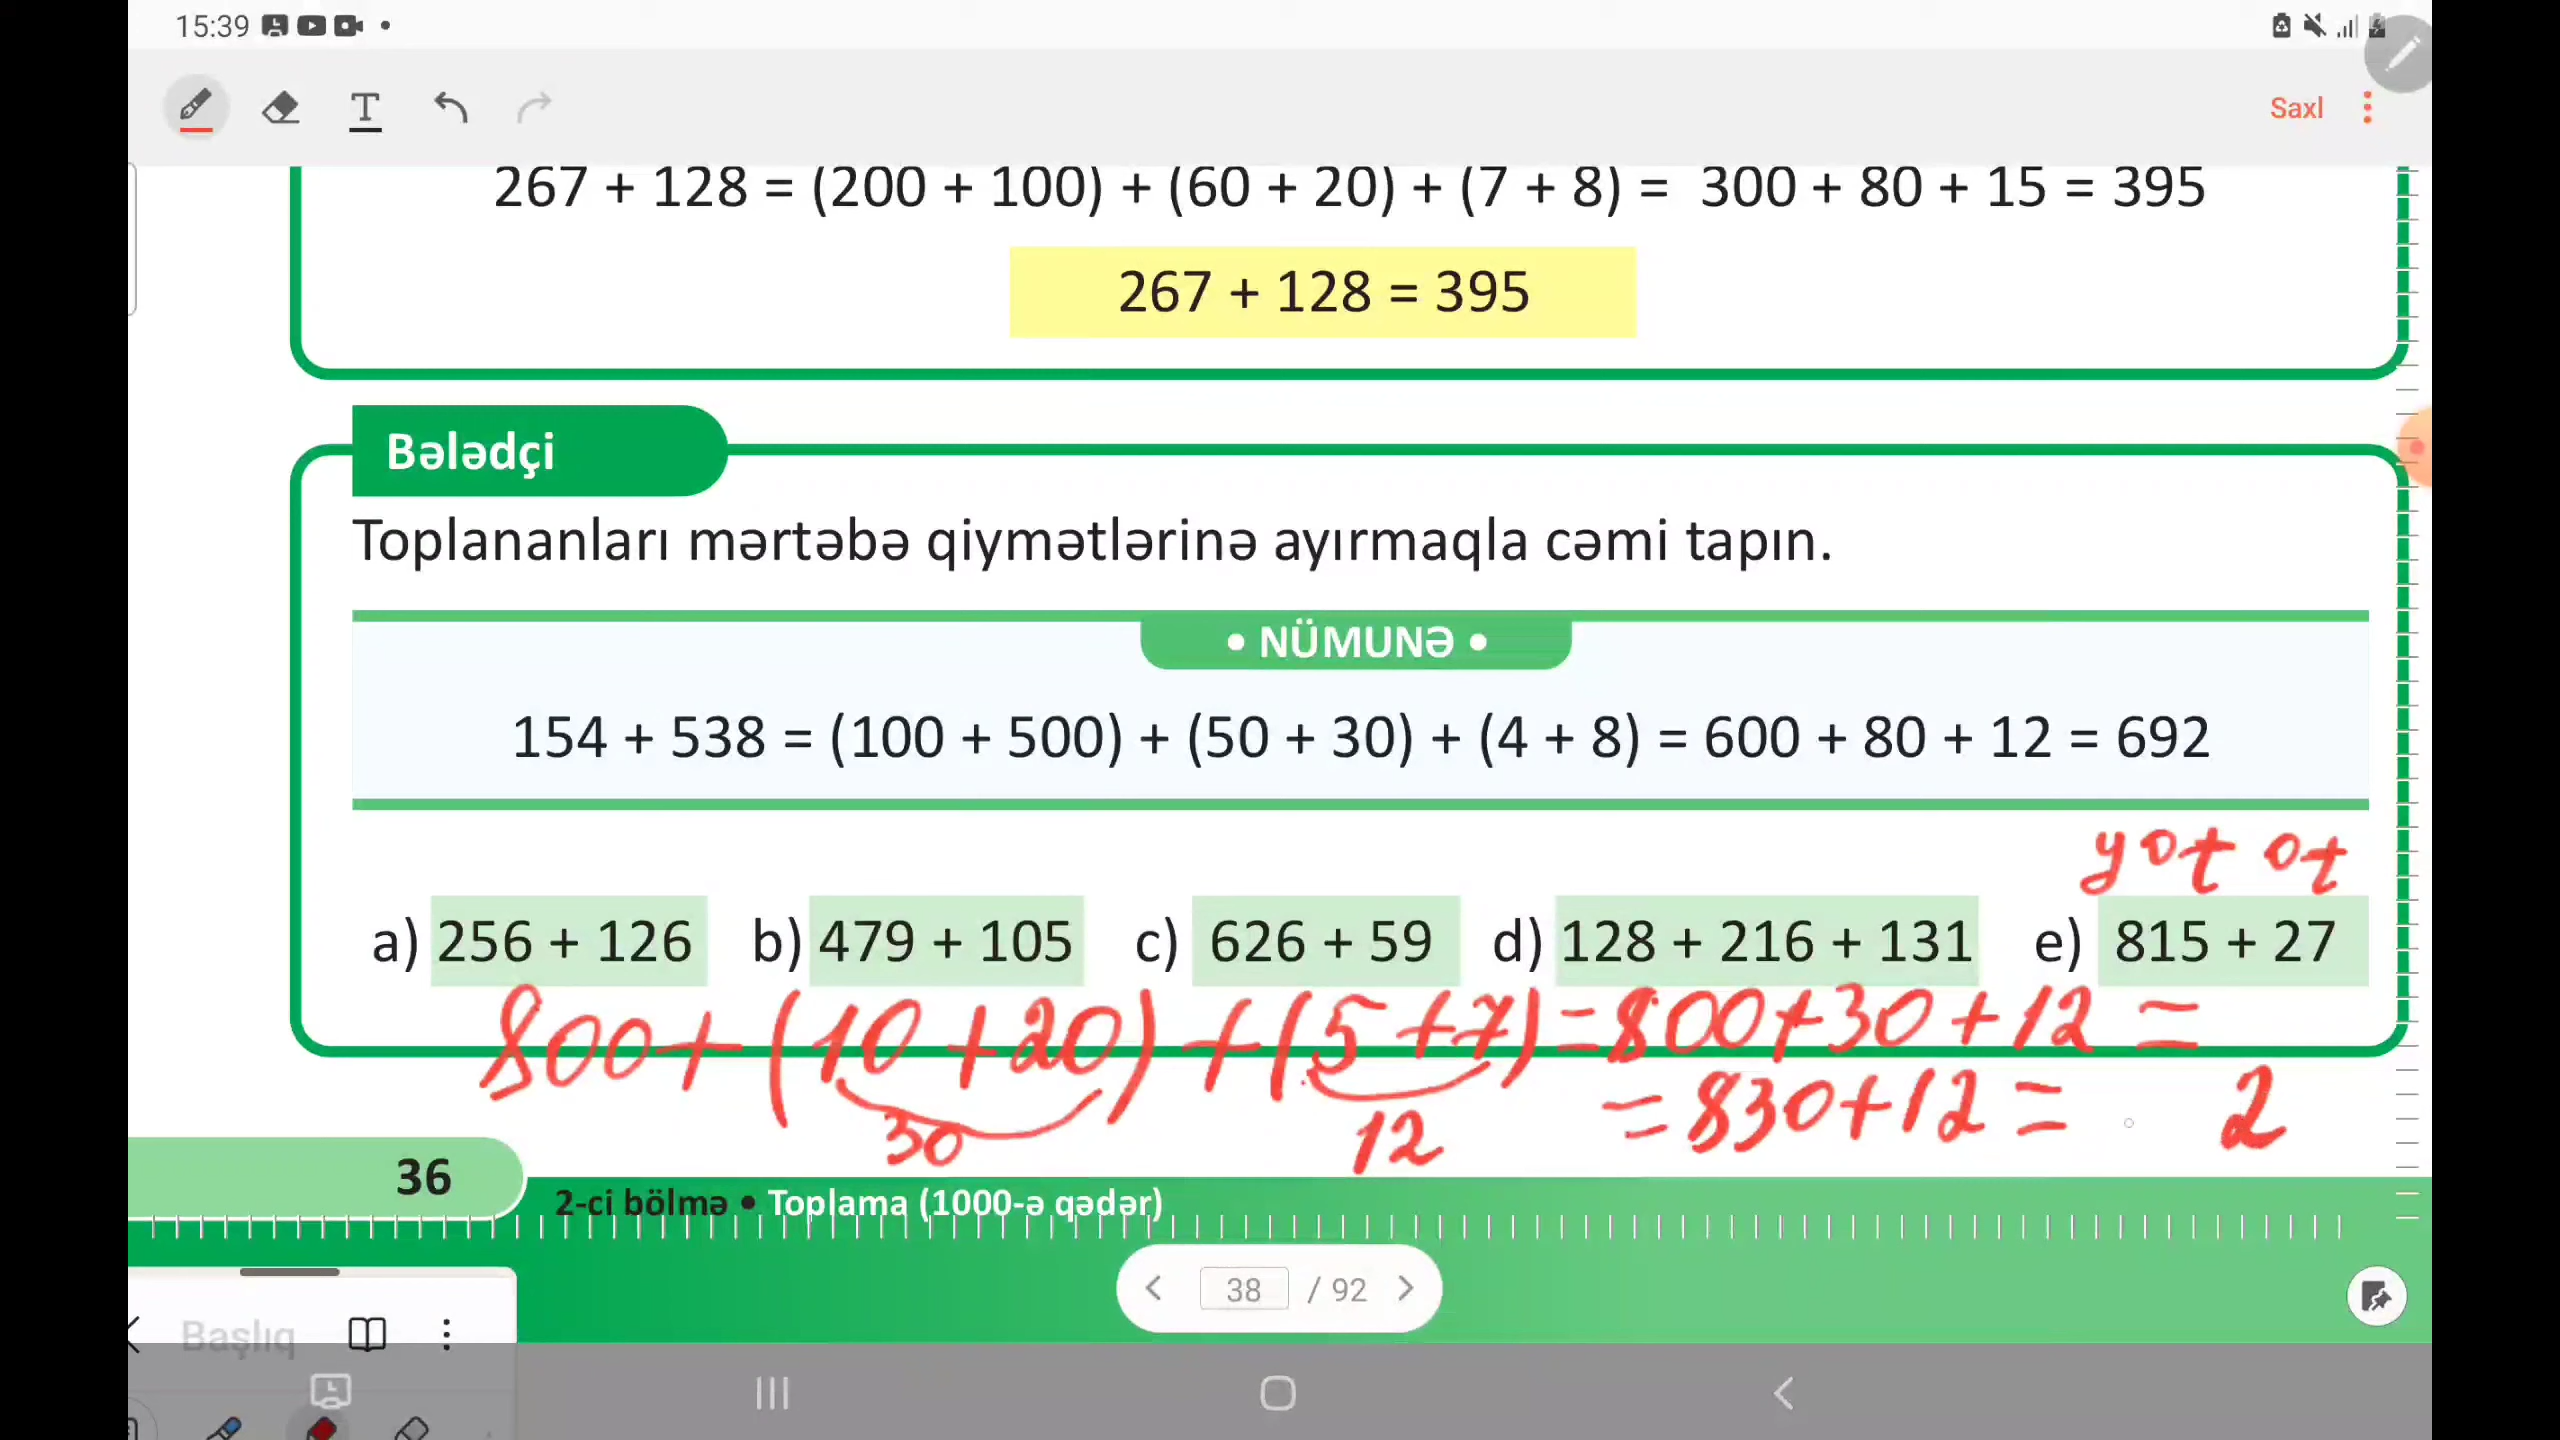 15:39
Saxl
267 + 128 = (200 + 100) + (60 + 20) + (7 + 8) = 300 + 80 + 15 = 395
267 + 128 = 395
Bələdçi
Toplananları mərtəbə qiymətlərinə ayırmaqla cəmi tapın.
• NÜMUNƏ •
154 + 538 = (100 + 500) + (50 + 30) + (4 + 8) = 600 + 80 + 12 = 692
yot ot
a) 256 + 126 b) 479 + 105 c) 626 + 59 d) 128 + 216 + 131 e) 815 + 27
800+(10+20)+(5+7)=800+30+12=
30 12 =830+12= 2
36
2-ci bölmə • Toplama (1000-ə qədər)
38 / 92
Başlıq